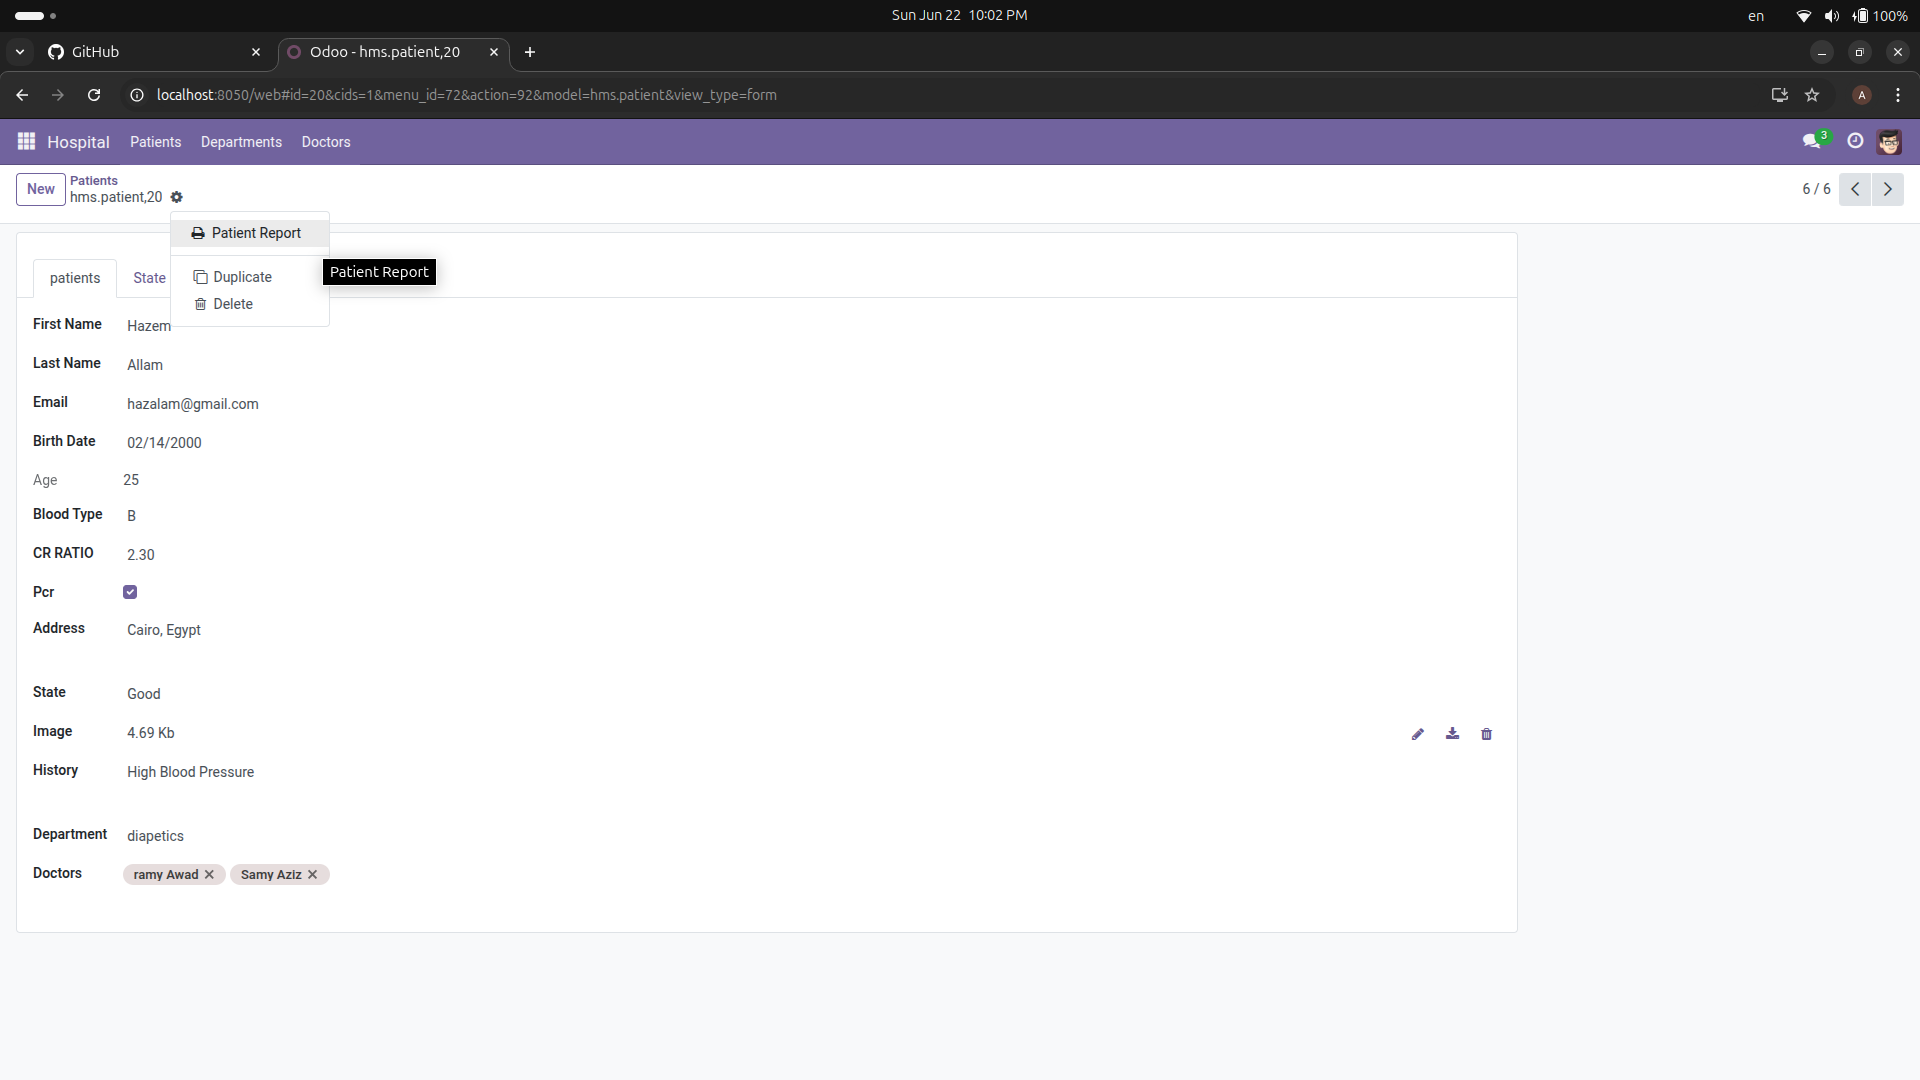 Sun Jun 22 10:02 PM
en
100%
GitHub
Odoo - hms.patient,20
localhost:8050/web#id=20&cids=1&menu_id=72&action=92&model=hms.patient&view_type=form
A
Hospital Patients Departments Doctors
3
New
Patients
hms.patient,20
6 / 6
Patient Report
Patient Report
Duplicate
Delete
patients State
First Name Hazem
Last Name Allam
Email hazalam@gmail.com
Birth Date 02/14/2000
Age 25
Blood Type B
CR RATIO 2.30
Pcr
Address Cairo, Egypt
State Good
Image 4.69 Kb
History High Blood Pressure
Department diapetics
Doctors ramy Awad Samy Aziz